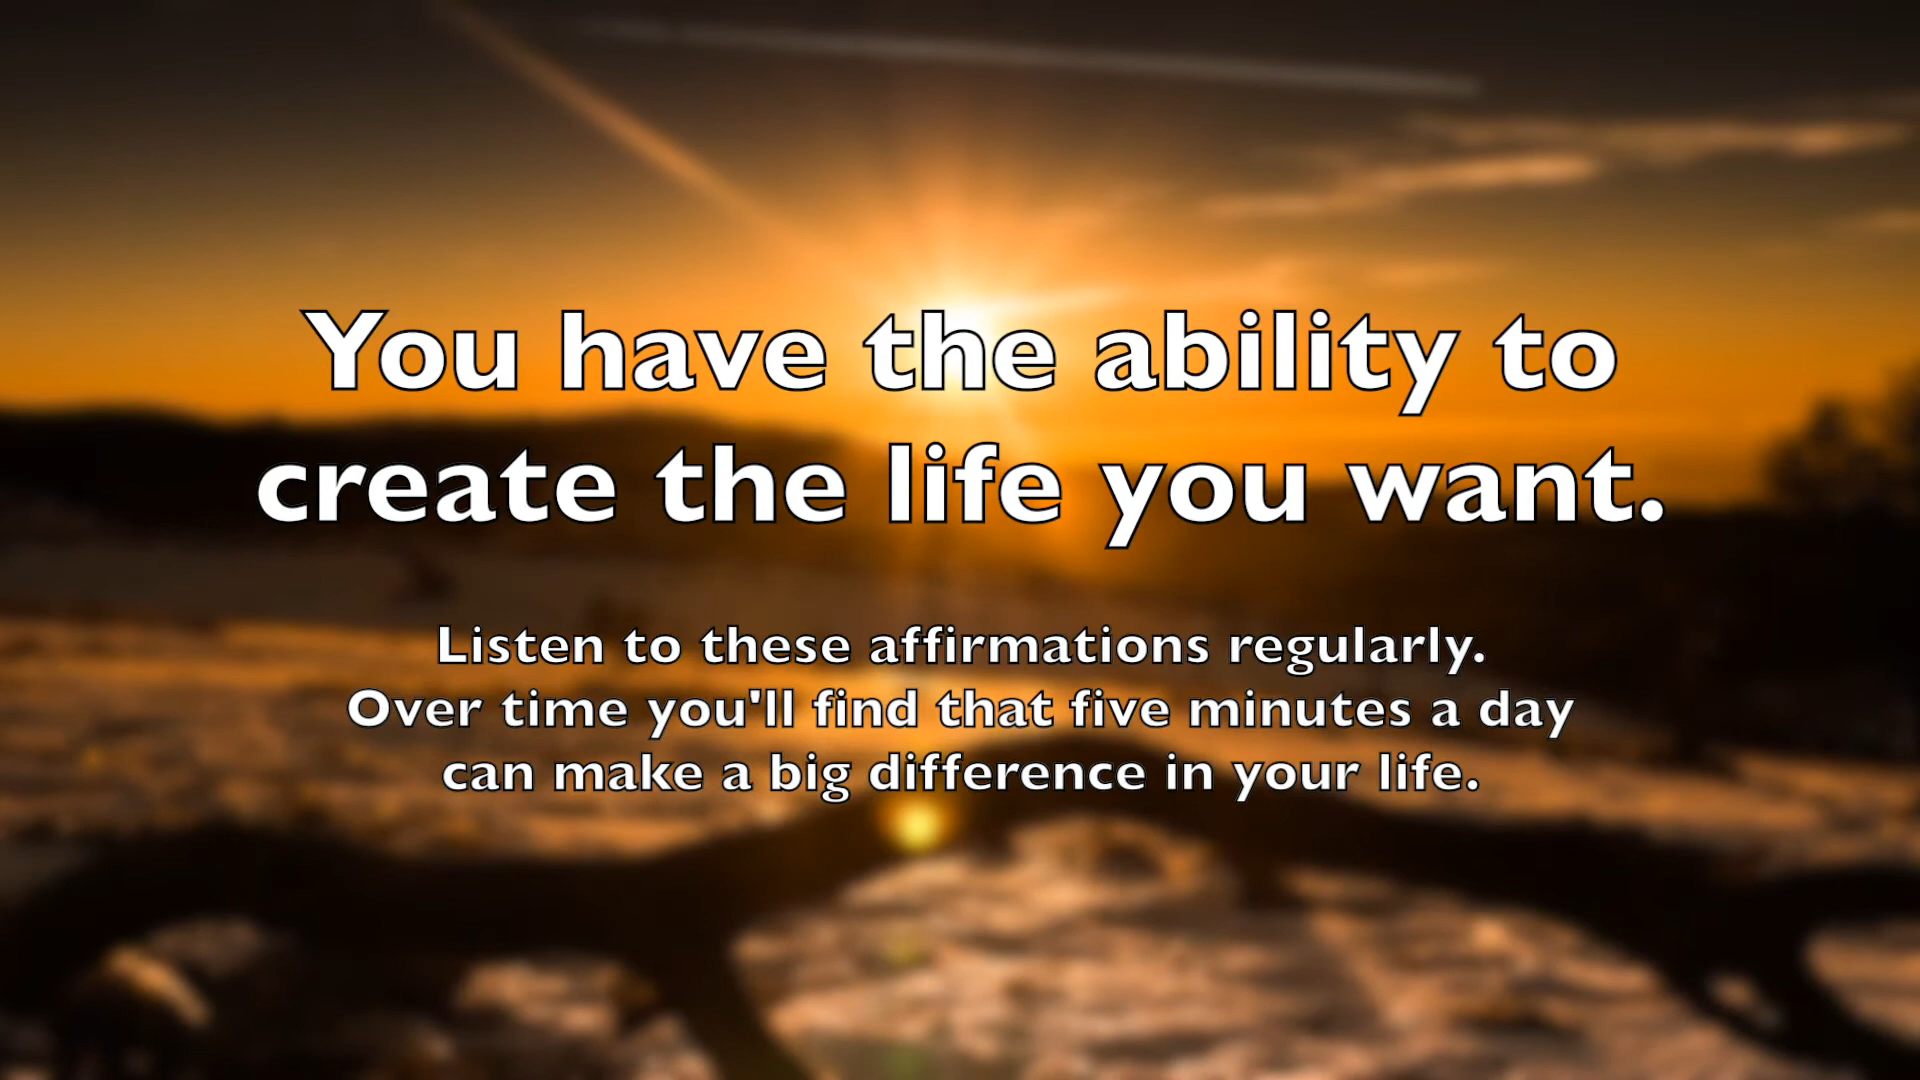 You have the ability to
create the life you want.
Listen to these affirmations regularly.
Over time you'll find that five minutes a day
can make a big difference in your life.